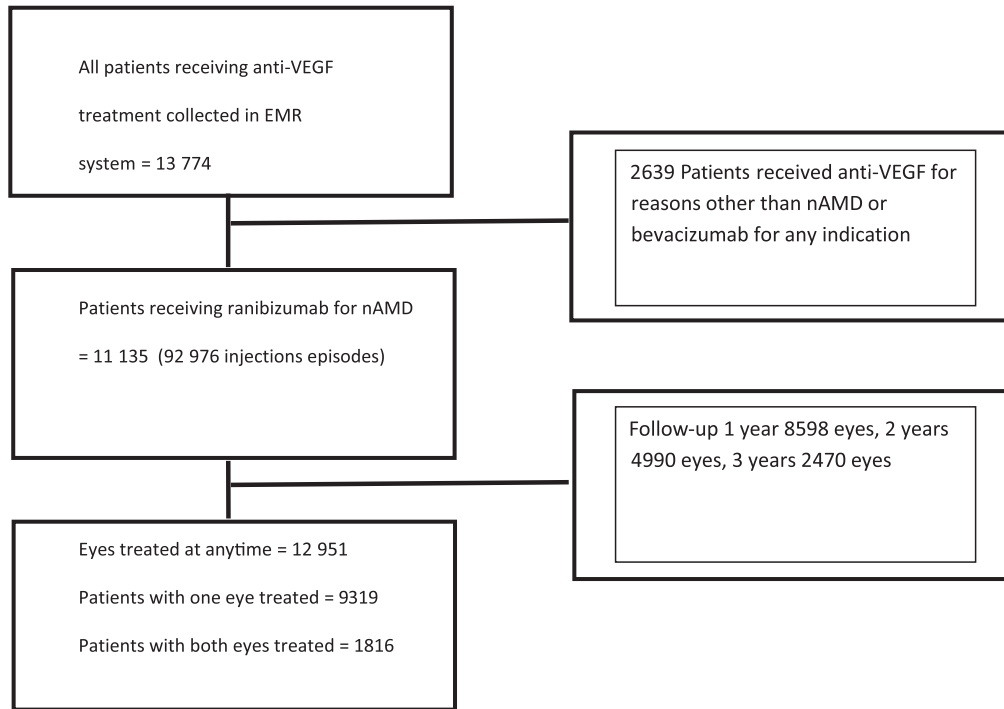 All patients receiving anti-VEGF
treatment collected in EMR
system = 13 774
2639 Patients received anti-VEGF for
reasons other than nAMD or
bevacizumab for any indication
Patients receiving ranibizumab for nAMD
= 11 135 (92 976 injections episodes)
Follow-up 1 year 8598 eyes, 2 years
4990 eyes, 3 years 2470 eyes
Eyes treated at anytime = 12 951
Patients with one eye treated = 9319
Patients with both eyes treated = 1816